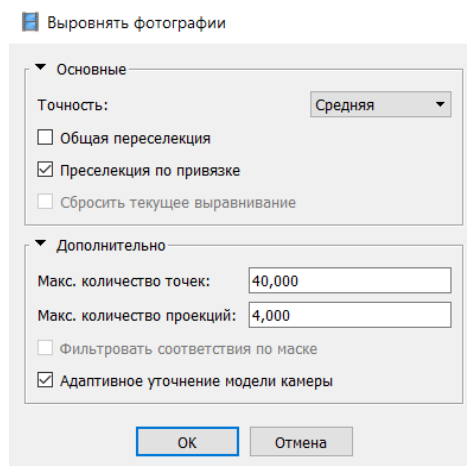 Выровнять фотографии
Основные
Точность: Средняя
Общая переселекция
Преселекция по привязке
Сбросить текущее выравнивание
Дополнительно
Макс. количество точек: 40,000
Макс. количество проекций: 4,000
Фильтровать соответствия по маске
Адаптивное уточнение модели камеры
ОК Отмена